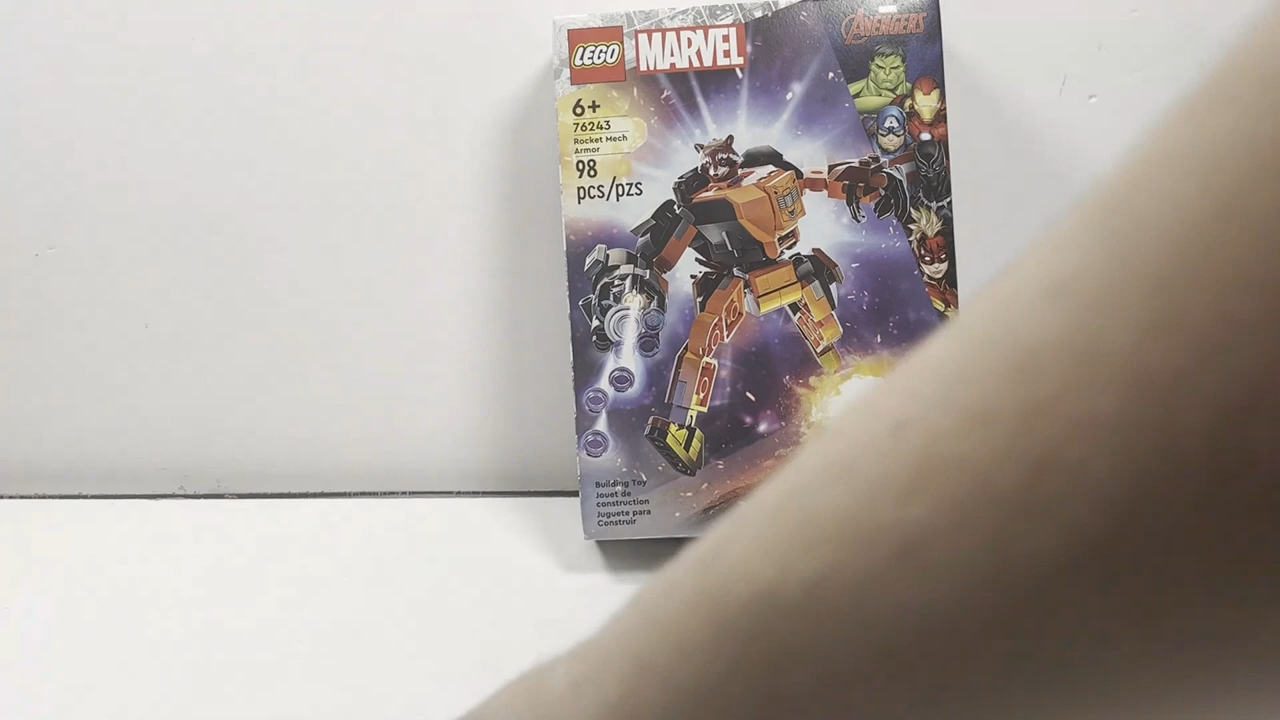 LEGO
MARVEL
AVENGERS
6+
76243
Rocket Mech
Armor
98
pcs/pzs
Building Toy
Jouet de
construction
Juguete para
Construir